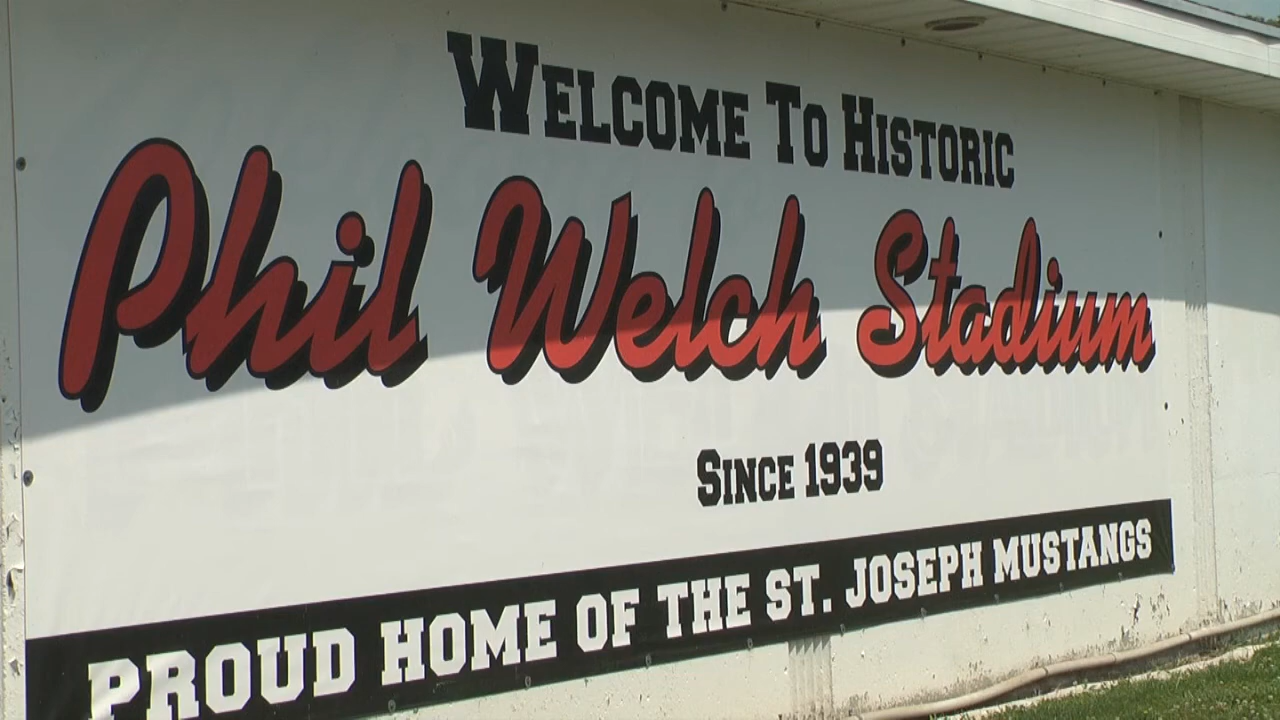 Welcome To Historic
Phil Welch Stadium
Since 1939
PROUD HOME OF THE ST. JOSEPH MUSTANGS